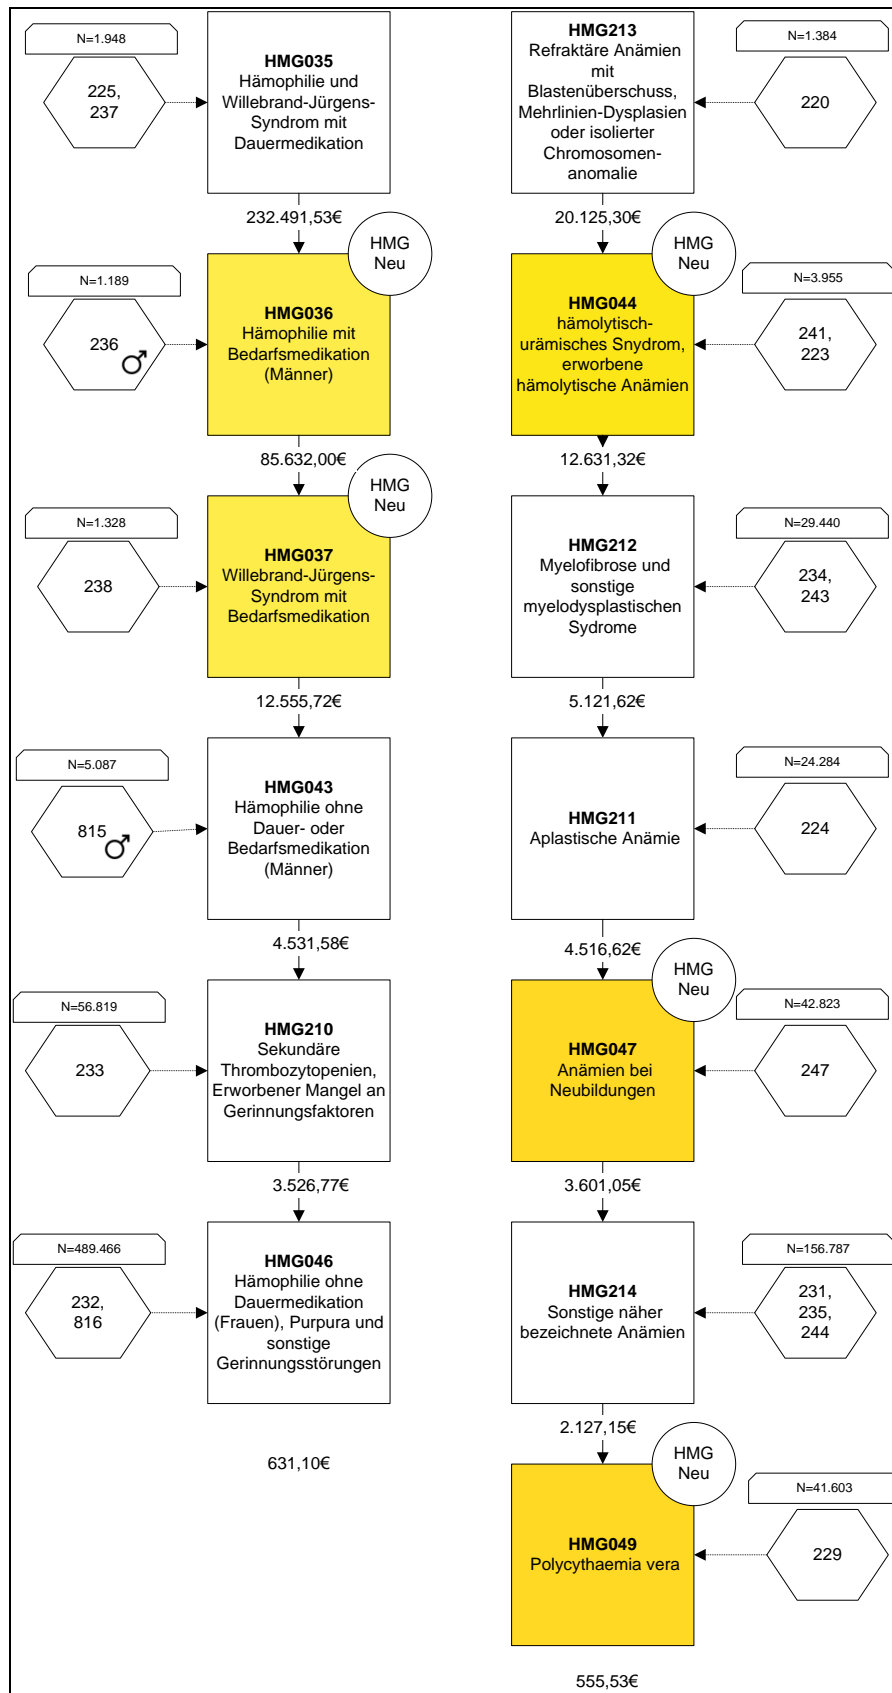 N=1.948
225,
237
HMG035
Hämophilie und
Willebrand-Jürgens-
Syndrom mit
Dauermedikation
232.491,53€
HMG
Neu
N=1.189
236
HMG036
Hämophilie mit
Bedarfsmedikation
(Männer)
85.632,00€
HMG
Neu
N=1.328
238
HMG037
Willebrand-Jürgens-
Syndrom mit
Bedarfsmedikation
12.555,72€
N=5.087
815
HMG043
Hämophilie ohne
Dauer- oder
Bedarfsmedikation
(Männer)
4.531,58€
N=56.819
233
HMG210
Sekundäre
Thrombozytopenien,
Erworbener Mangel an
Gerinnungsfaktoren
3.526,77€
N=489.466
232,
816
HMG046
Hämophilie ohne
Dauermedikation
(Frauen), Purpura und
sonstige
Gerinnungsstörungen
631,10€
HMG213
Refraktäre Anämien
mit
Blastenüberschuss,
Mehrlinien-Dysplasien
oder isolierter
Chromosomen-
anomalie
N=1.384
220
20.125,30€
HMG
Neu
HMG044
hämolytisch-
urämisches Snydrom,
erworbene
hämolytische Anämien
N=3.955
241,
223
12.631,32€
HMG212
Myelofibrose und
sonstige
myelodysplastischen
Sydrome
N=29.440
234,
243
5.121,62€
HMG211
Aplastische Anämie
N=24.284
224
4.516,62€
HMG
Neu
HMG047
Anämien bei
Neubildungen
N=42.823
247
3.601,05€
HMG214
Sonstige näher
bezeichnete Anämien
N=156.787
231,
235,
244
2.127,15€
HMG
Neu
HMG049
Polycythaemia vera
N=41.603
229
555,53€